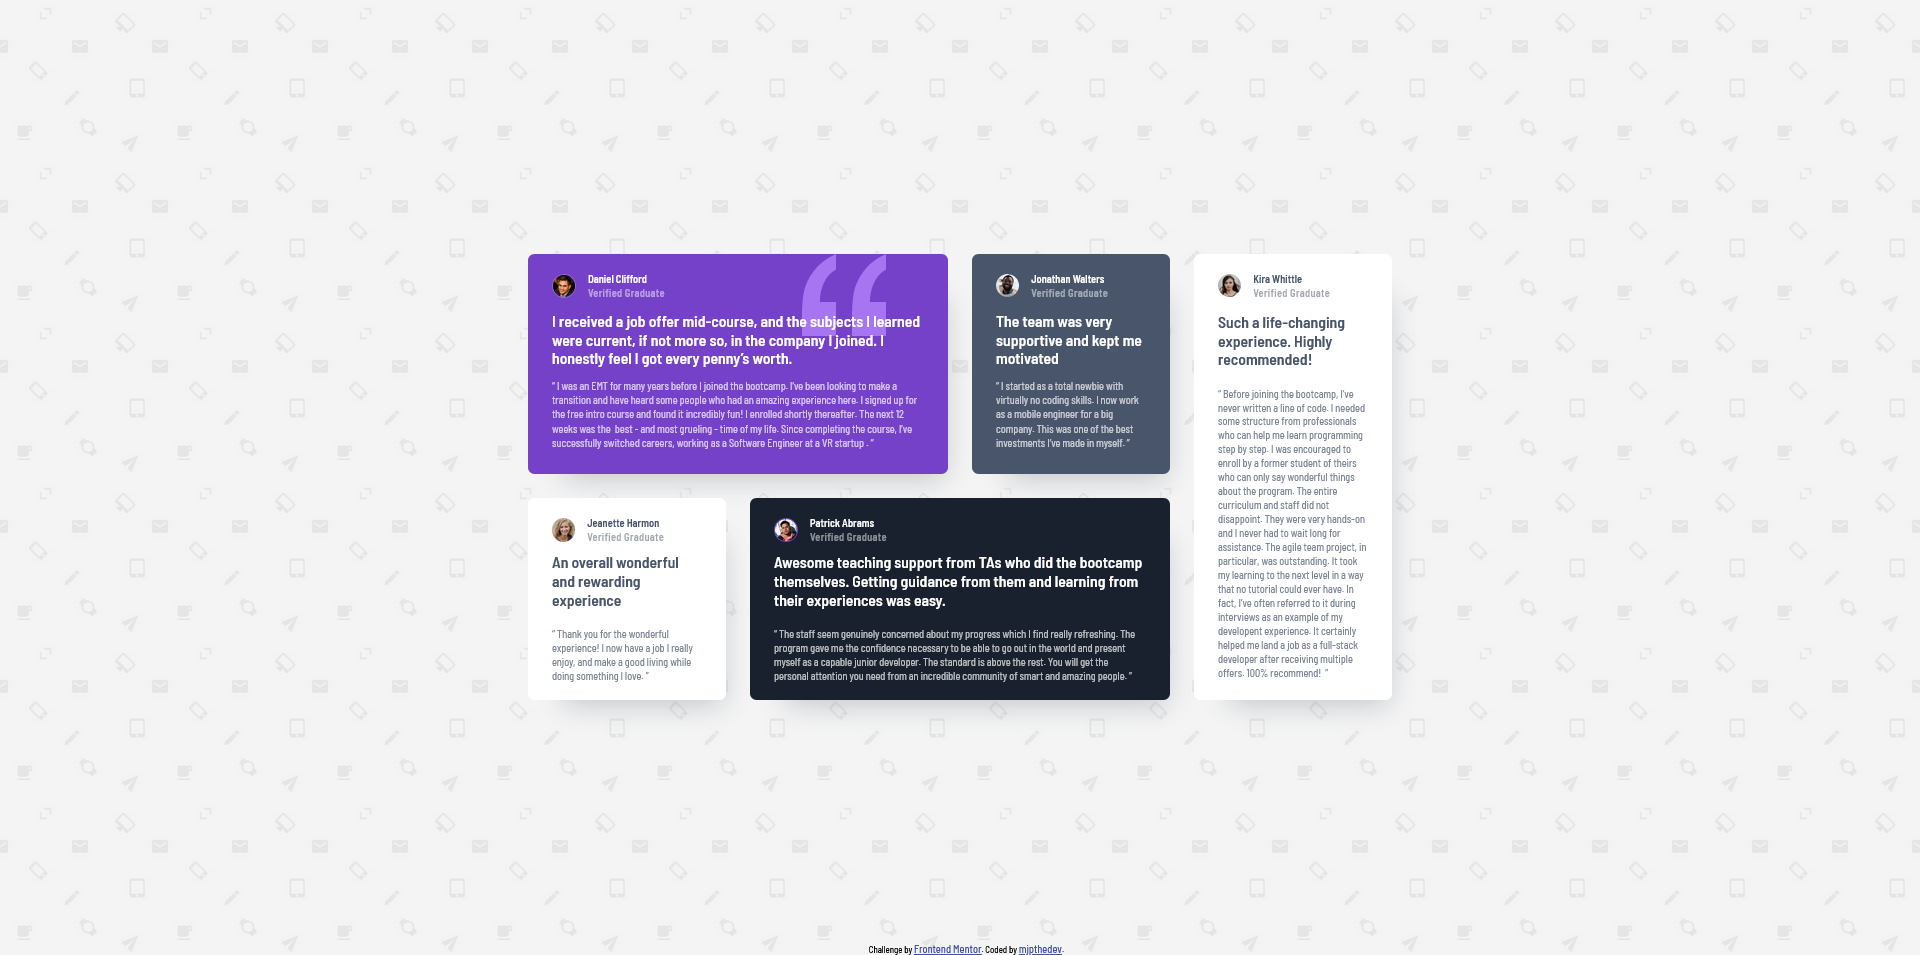 Daniel Clifford
Verified Graduate
I received a job offer mid-course, and the subjects I learned
were current, if not more so, in the company I joined. I
honestly feel I got every penny’s worth.
“ I was an EMT for many years before I joined the bootcamp. I’ve been looking to make a
transition and have heard some people who had an amazing experience here. I signed up for
the free intro course and found it incredibly fun! I enrolled shortly thereafter. The next 12
weeks was the best - and most grueling - time of my life. Since completing the course, I’ve
successfully switched careers, working as a Software Engineer at a VR startup . ”
Jonathan Walters
Verified Graduate
The team was very
supportive and kept me
motivated
“ I started as a total newbie with
virtually no coding skills. I now work
as a mobile engineer for a big
company. This was one of the best
investments I’ve made in myself. ”
Kira Whittle
Verified Graduate
Such a life-changing
experience. Highly
recommended!
“ Before joining the bootcamp, I’ve
never written a line of code. I needed
some structure from professionals
who can help me learn programming
step by step. I was encouraged to
enroll by a former student of theirs
who can only say wonderful things
about the program. The entire
curriculum and staff did not
disappoint. They were very hands-on
and I never had to wait long for
assistance. The agile team project, in
particular, was outstanding. It took
my learning to the next level in a way
that no tutorial could ever have. In
fact, I’ve often referred to it during
interviews as an example of my
developent experience. It certainly
helped me land a job as a full-stack
developer after receiving multiple
offers. 100% recommend! ”
Jeanette Harmon
Verified Graduate
An overall wonderful
and rewarding
experience
“ Thank you for the wonderful
experience! I now have a job I really
enjoy, and make a good living while
doing something I love. ”
Patrick Abrams
Verified Graduate
Awesome teaching support from TAs who did the bootcamp
themselves. Getting guidance from them and learning from
their experiences was easy.
“ The staff seem genuinely concerned about my progress which I find really refreshing. The
program gave me the confidence necessary to be able to go out in the world and present
myself as a capable junior developer. The standard is above the rest. You will get the
personal attention you need from an incredible community of smart and amazing people. ”
Challenge by Frontend Mentor. Coded by mjpthedev.